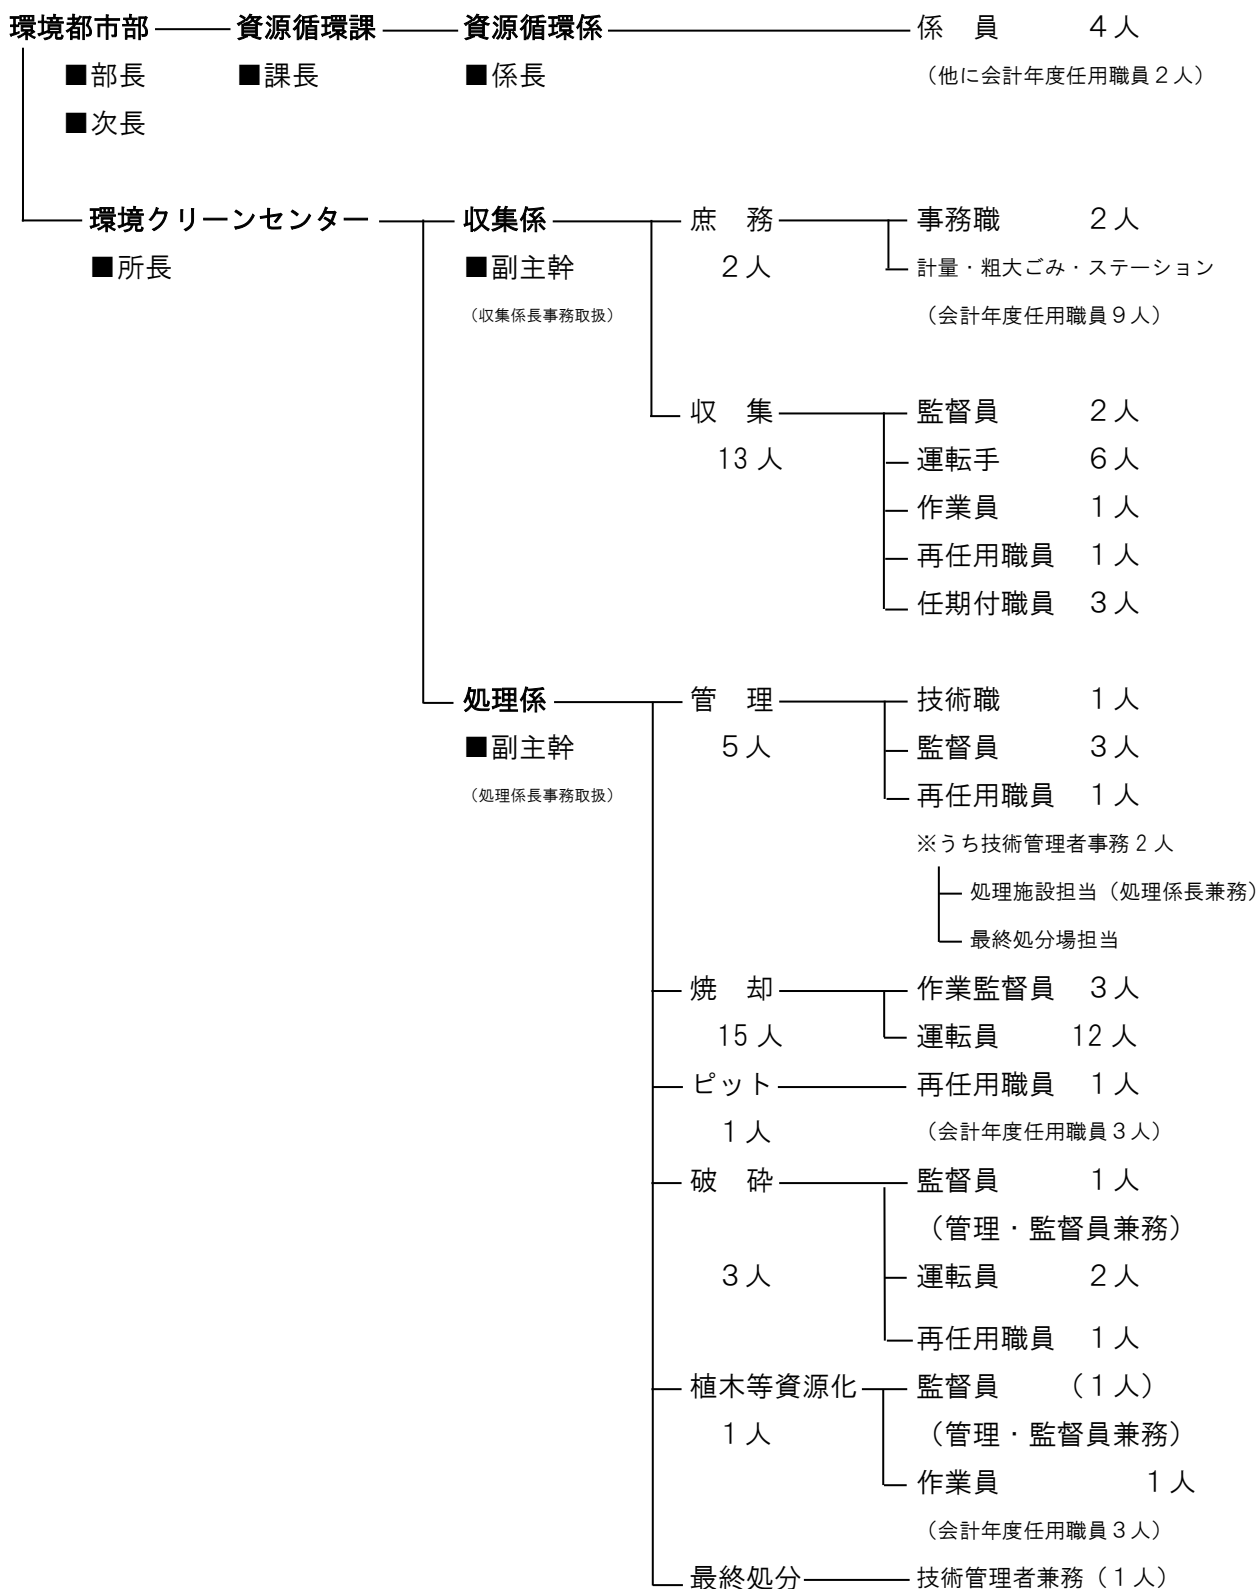 環境都市部 資源循環課 資源循環係 係　員 ４人
■部長 ■課長 ■係長 （他に会計年度任用職員２人）
■次長
環境クリーンセンター 収集係 庶　務 事務職 ２人
■所長 ■副主幹 ２人 計量・粗大ごみ・ステーション
（収集係長事務取扱） （会計年度任用職員９人）
収　集 監督員 ２人
13人 運転手 ６人
作業員 １人
再任用職員 １人
任期付職員 ３人
処理係 管　理 技術職 １人
■副主幹 ５人 監督員 ３人
（処理係長事務取扱） 再任用職員 １人
※うち技術管理者事務２人
処理施設担当（処理係長兼務）
最終処分場担当
焼　却 作業監督員 ３人
15人 運転員 12人
ピット 再任用職員 １人
１人 （会計年度任用職員３人）
破　砕 監督員 １人
（管理・監督員兼務）
３人 運転員 ２人
再任用職員 １人
植木等資源化 監督員 （１人）
１人 （管理・監督員兼務）
作業員 １人
（会計年度任用職員３人）
最終処分 技術管理者兼務（１人）